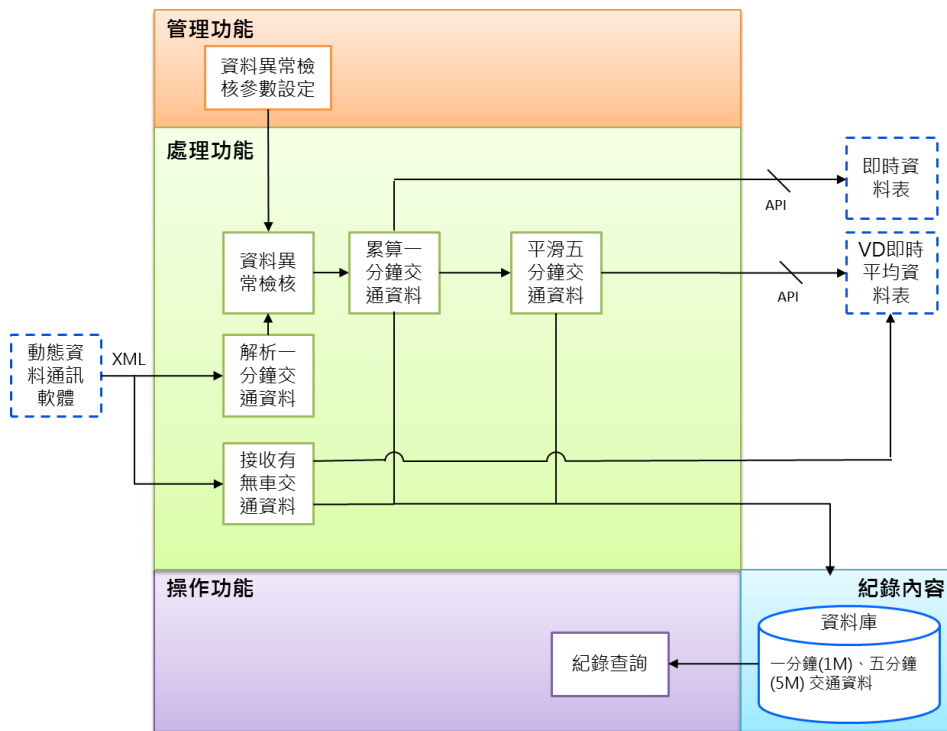 管理功能
資料異常檢
核參數設定
處理功能
即時資
料表
API
資料異
常檢核
累算一
分鐘交
通資料
平滑五
分鐘交
通資料
VD即時
平均資
料表
API
動態資
料通訊
軟體
XML
解析一
分鐘交
通資料
接收有
無車交
通資料
操作功能
紀錄內容
資料庫
一分鐘(1M)、五分鐘
(5M) 交通資料
紀錄查詢